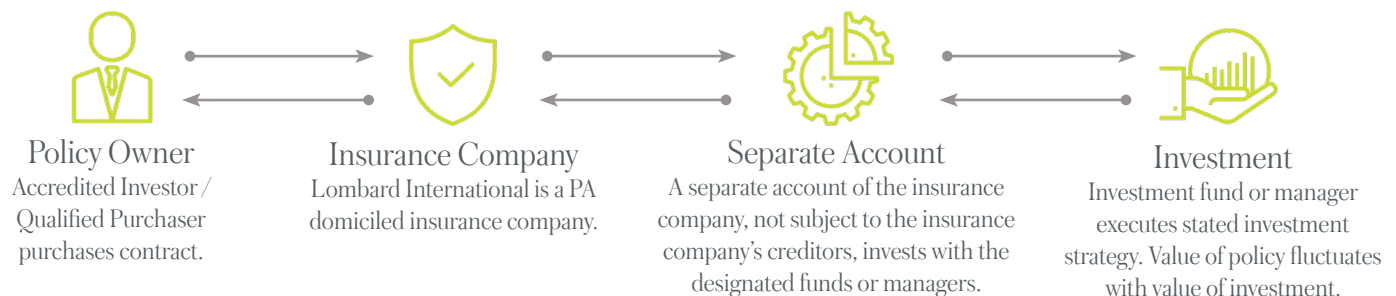 Policy Owner
Accredited Investor /
Qualified Purchaser
purchases contract.
Insurance Company
Lombard International is a PA
domiciled insurance company.
Separate Account
A separate account of the insurance
company, not subject to the insurance
company's creditors, invests with the
designated funds or managers.
Investment
Investment fund or manager
executes stated investment
strategy. Value of policy fluctuates
with value of investment.